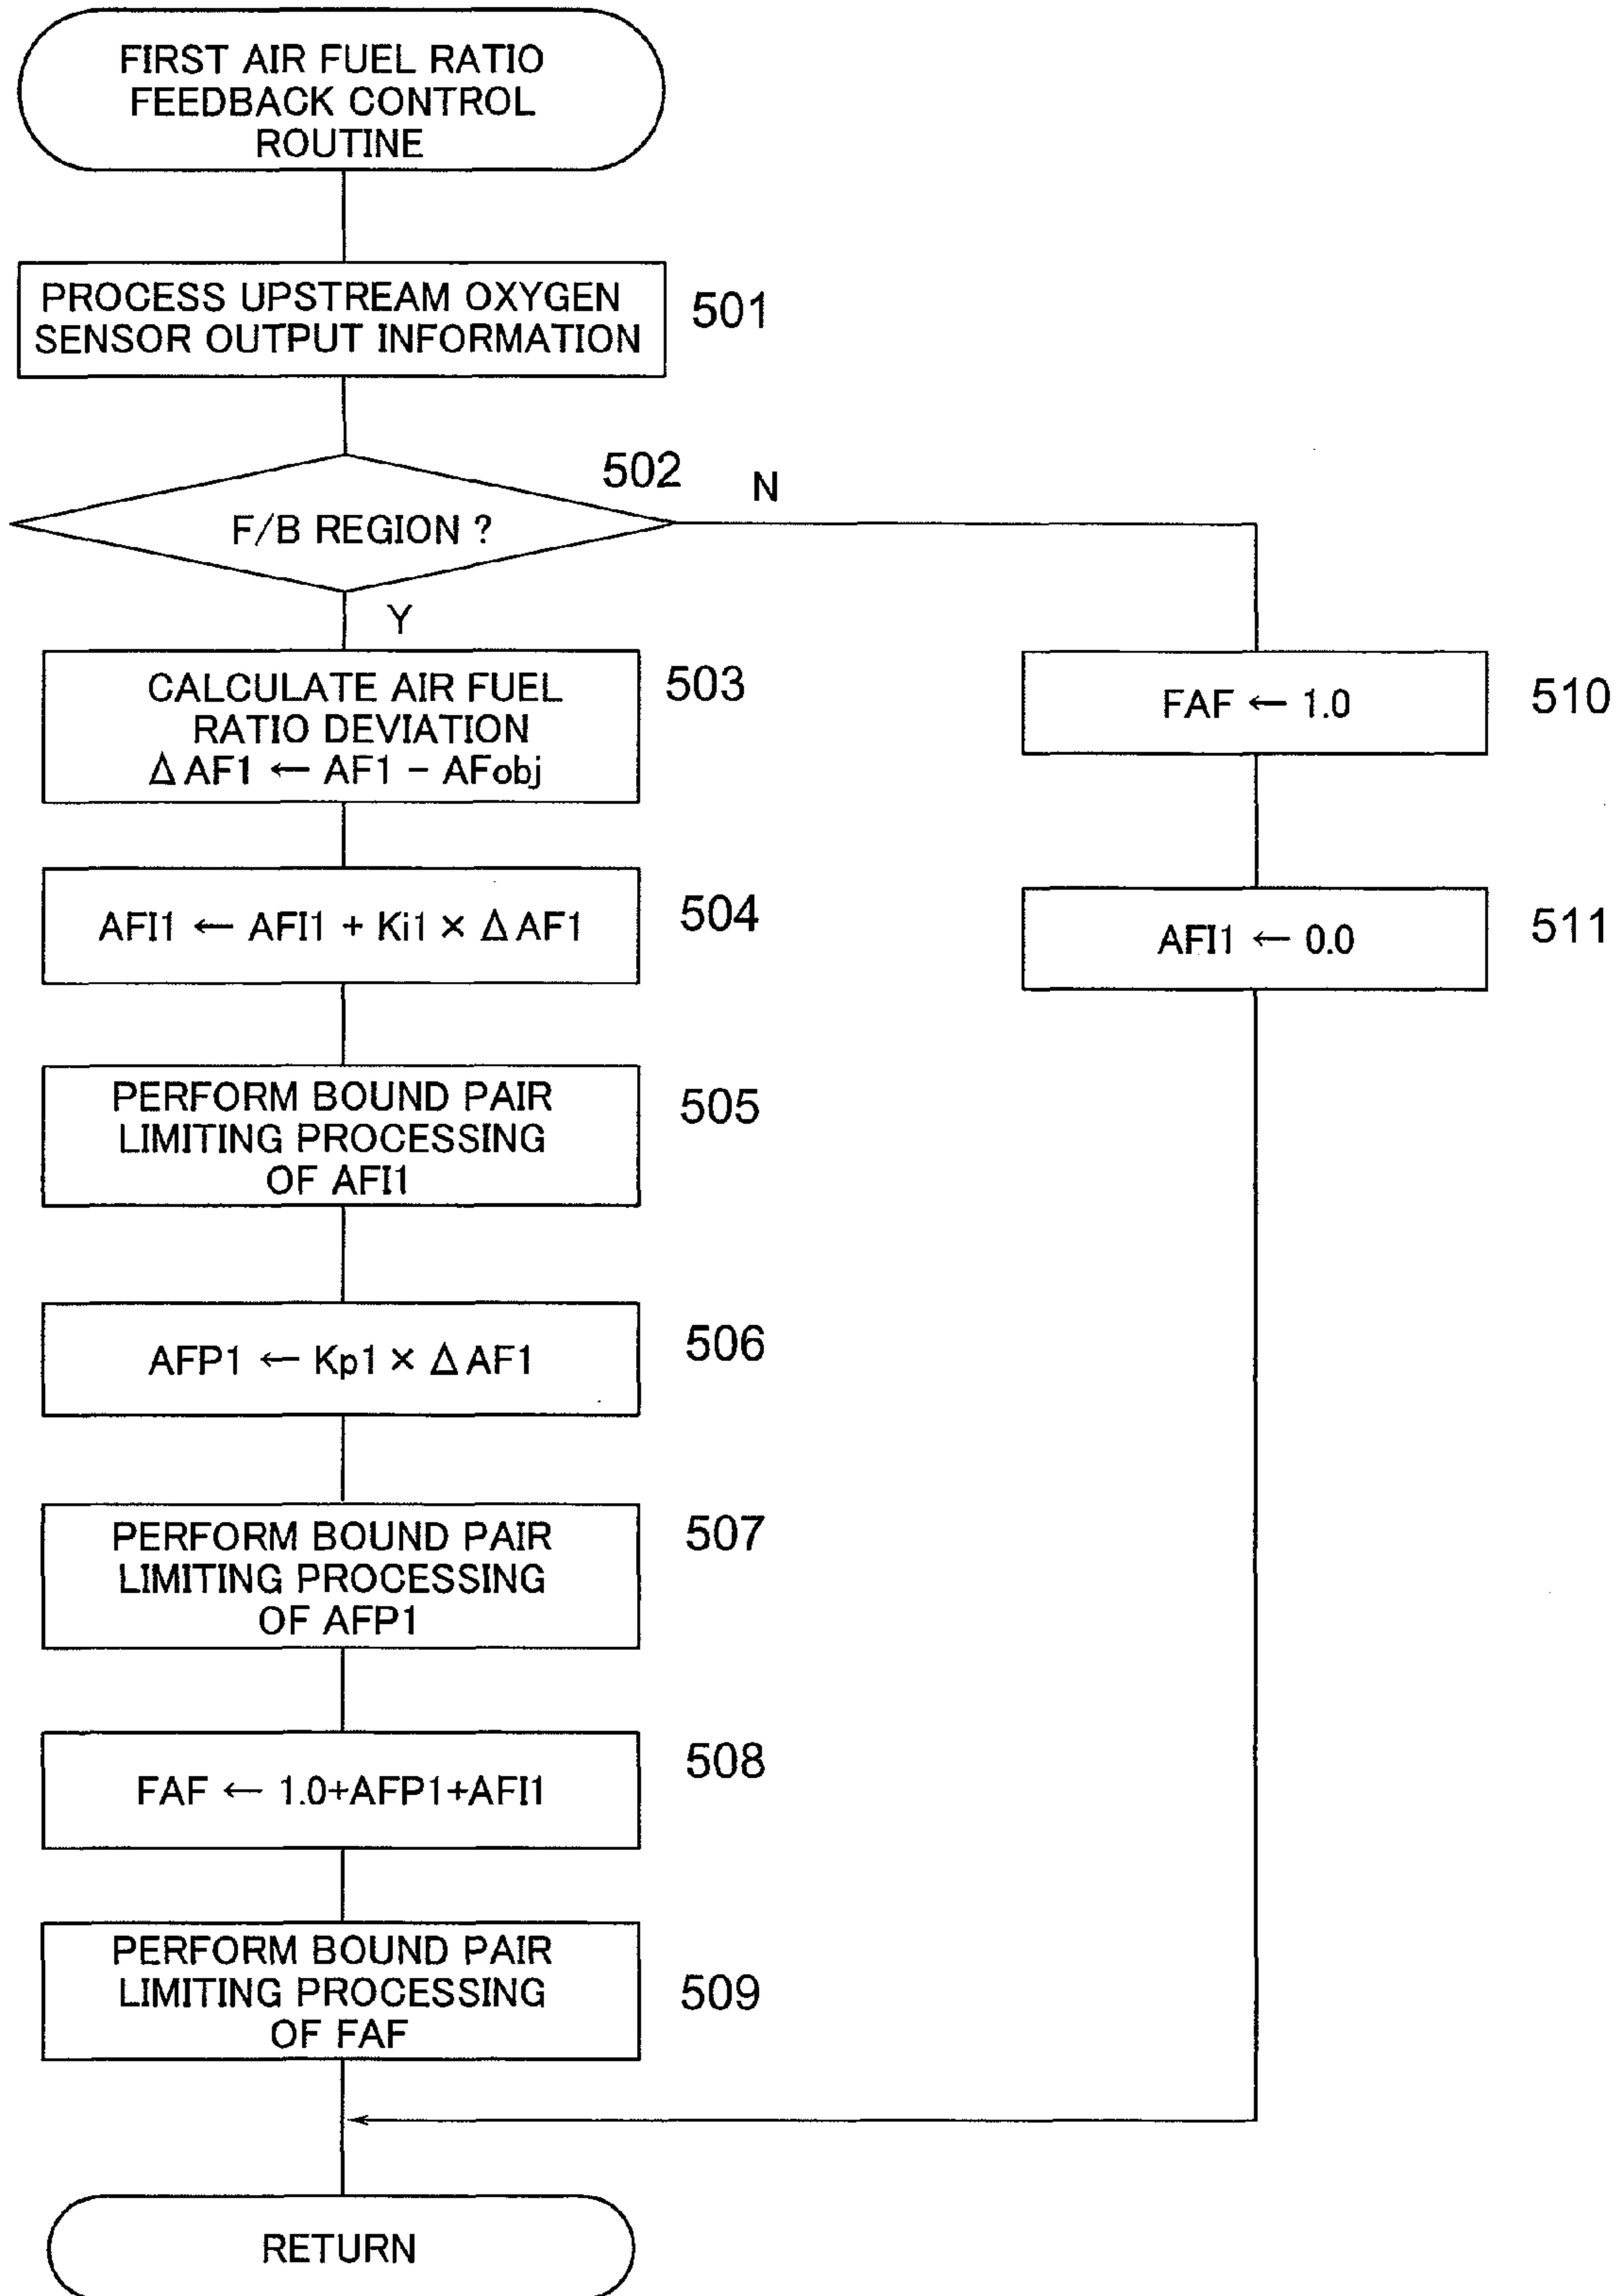 FIRST AIR FUEL RATIO
FEEDBACK CONTROL
ROUTINE
PROCESS UPSTREAM OXYGEN
SENSOR OUTPUT INFORMATION
501
502
F/B REGION ?
N
Y
CALCULATE AIR FUEL
RATIO DEVIATION
Δ AF1 ← AF1 − AFobj
503
AFI1 ← AFI1 + Ki1 × Δ AF1
504
PERFORM BOUND PAIR
LIMITING PROCESSING
OF AFI1
505
AFP1 ← Kp1 × Δ AF1
506
PERFORM BOUND PAIR
LIMITING PROCESSING
OF AFP1
507
FAF ← 1.0+AFP1+AFI1
508
PERFORM BOUND PAIR
LIMITING PROCESSING
OF FAF
509
FAF ← 1.0
510
AFI1 ← 0.0
511
RETURN